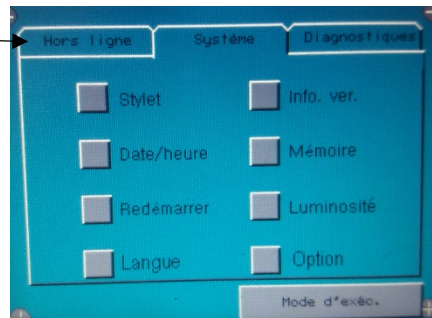 Hors ligne Système Diagnostiques
Stylet Info. ver.
Date/heure Mémoire
Redémarrer Luminosité
Langue Option
Mode d'exéc.